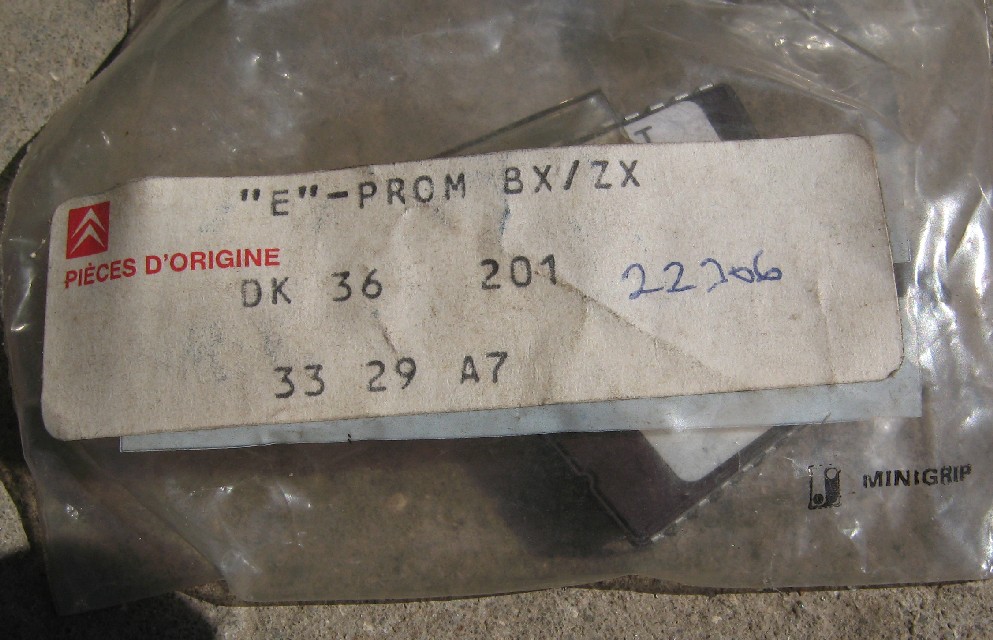 T
"E"-PROM BX/ZX
PIÈCES D'ORIGINE
DK 36 201 22206
33 29 A7
MINIGRIP